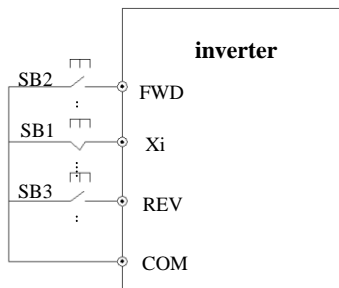 inverter
SB2
FWD
SB1
Xi
SB3
REV
COM